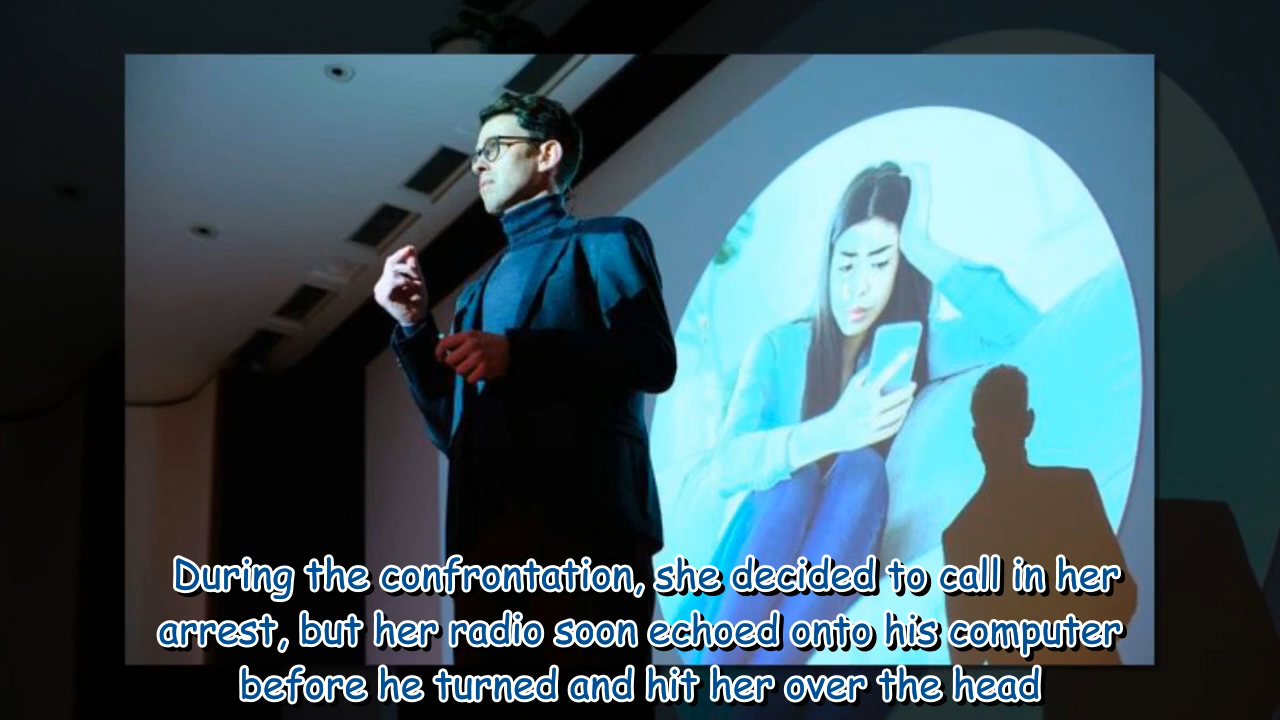 During the confrontation, she decided to call in her
arrest, but her radio soon echoed onto his computer
before he turned and hit her over the head